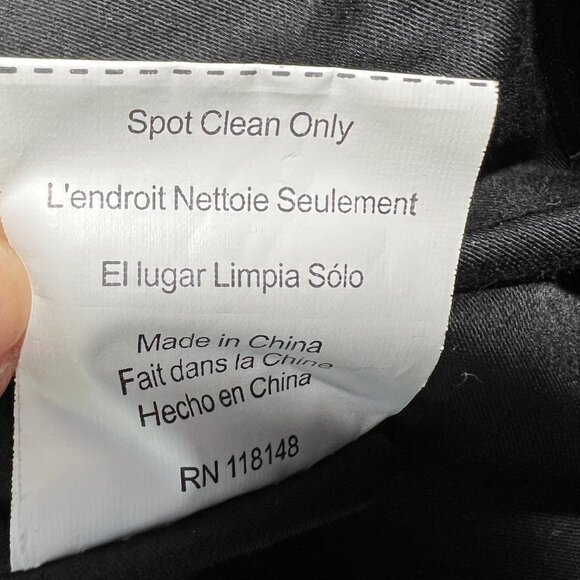 Spot Clean Only
L'endroit Nettoie Seulement
El lugar Limpia Sólo
Made in China
Fait dans la Chine
Hecho en China
RN 118148